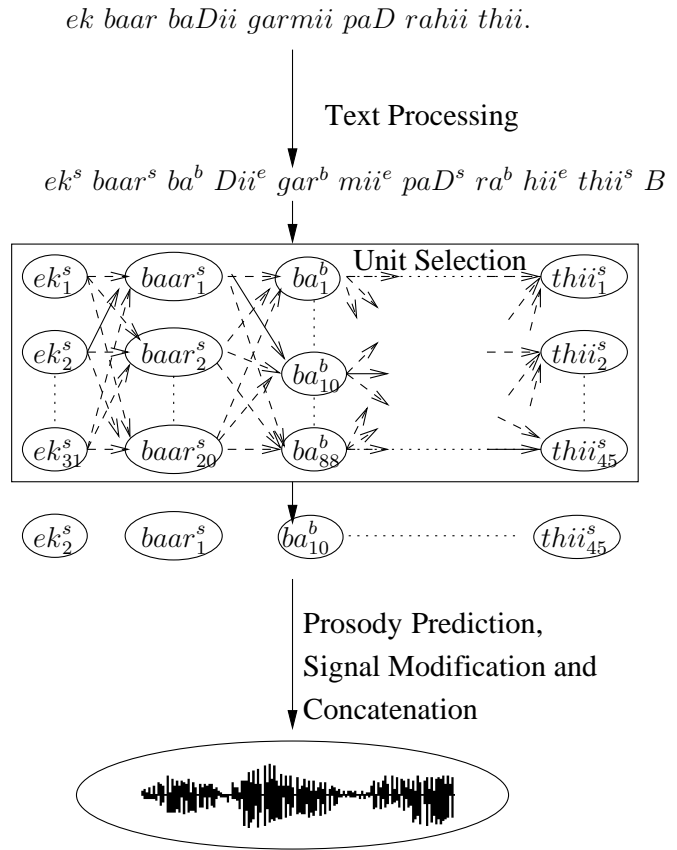 ek baar baDii garmii paD rahii thii.
Text Processing
ek^s baar^s ba^b Dii^e gar^b mii^e paD^s ra^b hii^e thii^s B
Unit Selection
ek^s_1 baar^s_1 ba^b_1 thii^s_1
ek^s_2 baar^s_2 ba^b_10 thii^s_2
ek^s_31 baar^s_20 ba^b_88 thii^s_45
ek^s_2 baar^s_1 ba^b_10 thii^s_45
Prosody Prediction,
Signal Modification and
Concatenation